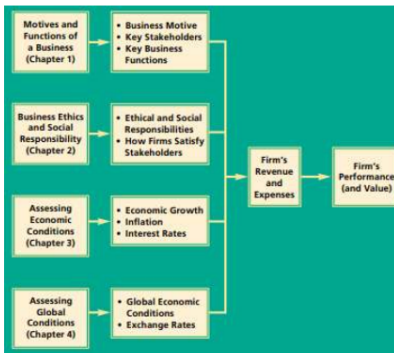 Motives and
Functions of
a Business
(Chapter 1)
• Business Motive
• Key Stakeholders
• Key Business
Functions
Business Ethics
and Social
Responsibility
(Chapter 2)
• Ethical and Social
Responsibilities
• How Firms Satisfy
Stakeholders
Assessing
Economic
Conditions
(Chapter 3)
• Economic Growth
• Inflation
• Interest Rates
Assessing
Global
Conditions
(Chapter 4)
• Global Economic
Conditions
• Exchange Rates
Firm's
Revenue
and
Expenses
Firm's
Performance
(and Value)